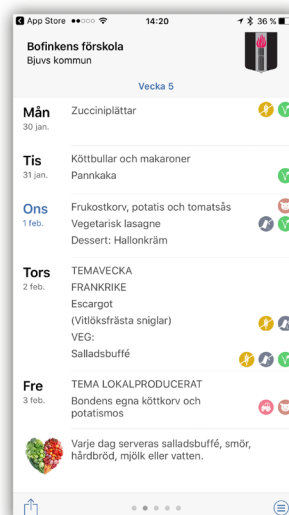 App Store 14:20 36 %
Bofinkens förskola
Bjuvs kommun
Vecka 5
Mån Zucciniplättar
30 jan.
Tis Köttbullar och makaroner
31 jan. Pannkaka
Ons Frukostkorv, potatis och tomatsås
1 feb. Vegetarisk lasagne
Dessert: Hallonkräm
Tors TEMAVECKA
2 feb. FRANKRIKE
Escargot
(Vitlöksfrästa sniglar)
VEG:
Salladsbuffé
Fre TEMA LOKALPRODUCERAT
3 feb. Bondens egna köttkorv och
potatismos
Varje dag serveras salladsbuffé, smör,
hårdbröd, mjölk eller vatten.